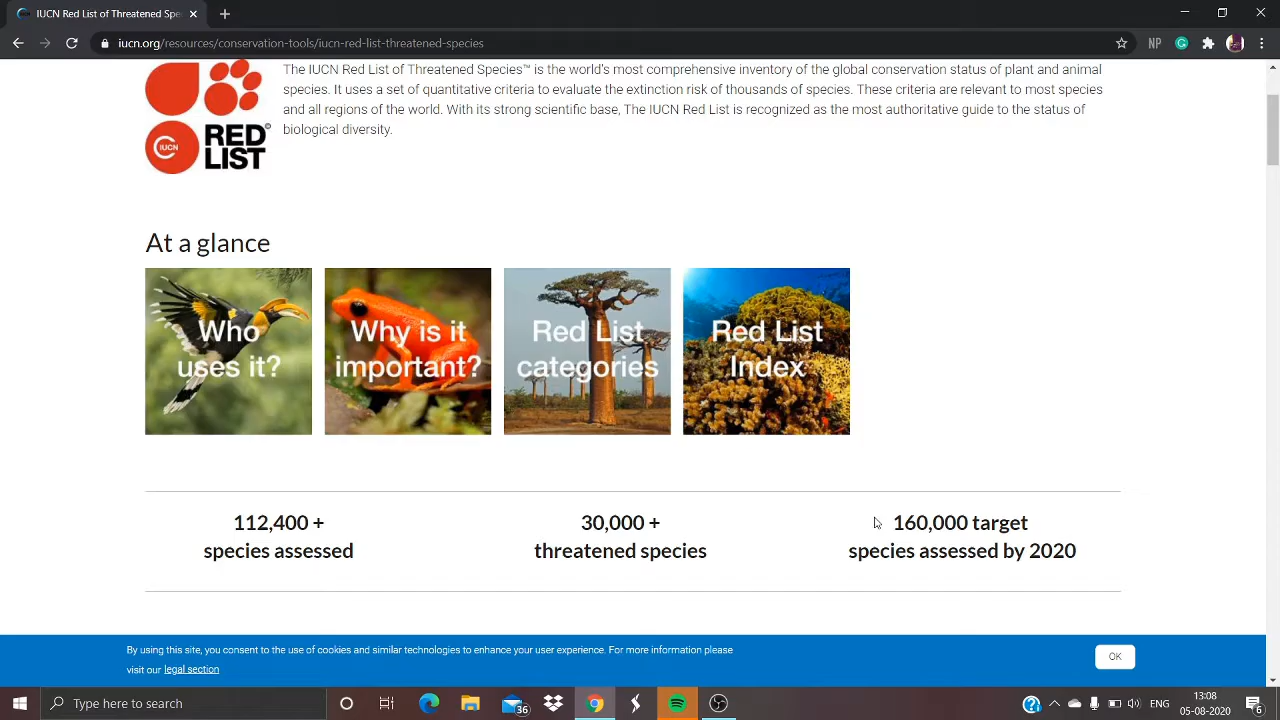 IUCN Red List of Threatened Spe
iucn.org/resources/conservation-tools/iucn-red-list-threatened-species
NP
The IUCN Red List of Threatened Species™ is the world's most comprehensive inventory of the global conservation status of plant and animal
species. It uses a set of quantitative criteria to evaluate the extinction risk of thousands of species. These criteria are relevant to most species
and all regions of the world. With its strong scientific base, The IUCN Red List is recognized as the most authoritative guide to the status of
biological diversity.
IUCN
RED
LIST
©
At a glance
Who
uses it?
Why is it
important?
Red List
categories
Red List
Index
112,400 +
species assessed
30,000 +
threatened species
160,000 target
species assessed by 2020
By using this site, you consent to the use of cookies and similar technologies to enhance your user experience. For more information please
visit our legal section
OK
Type here to search
36
ENG
13:08
05-08-2020
6